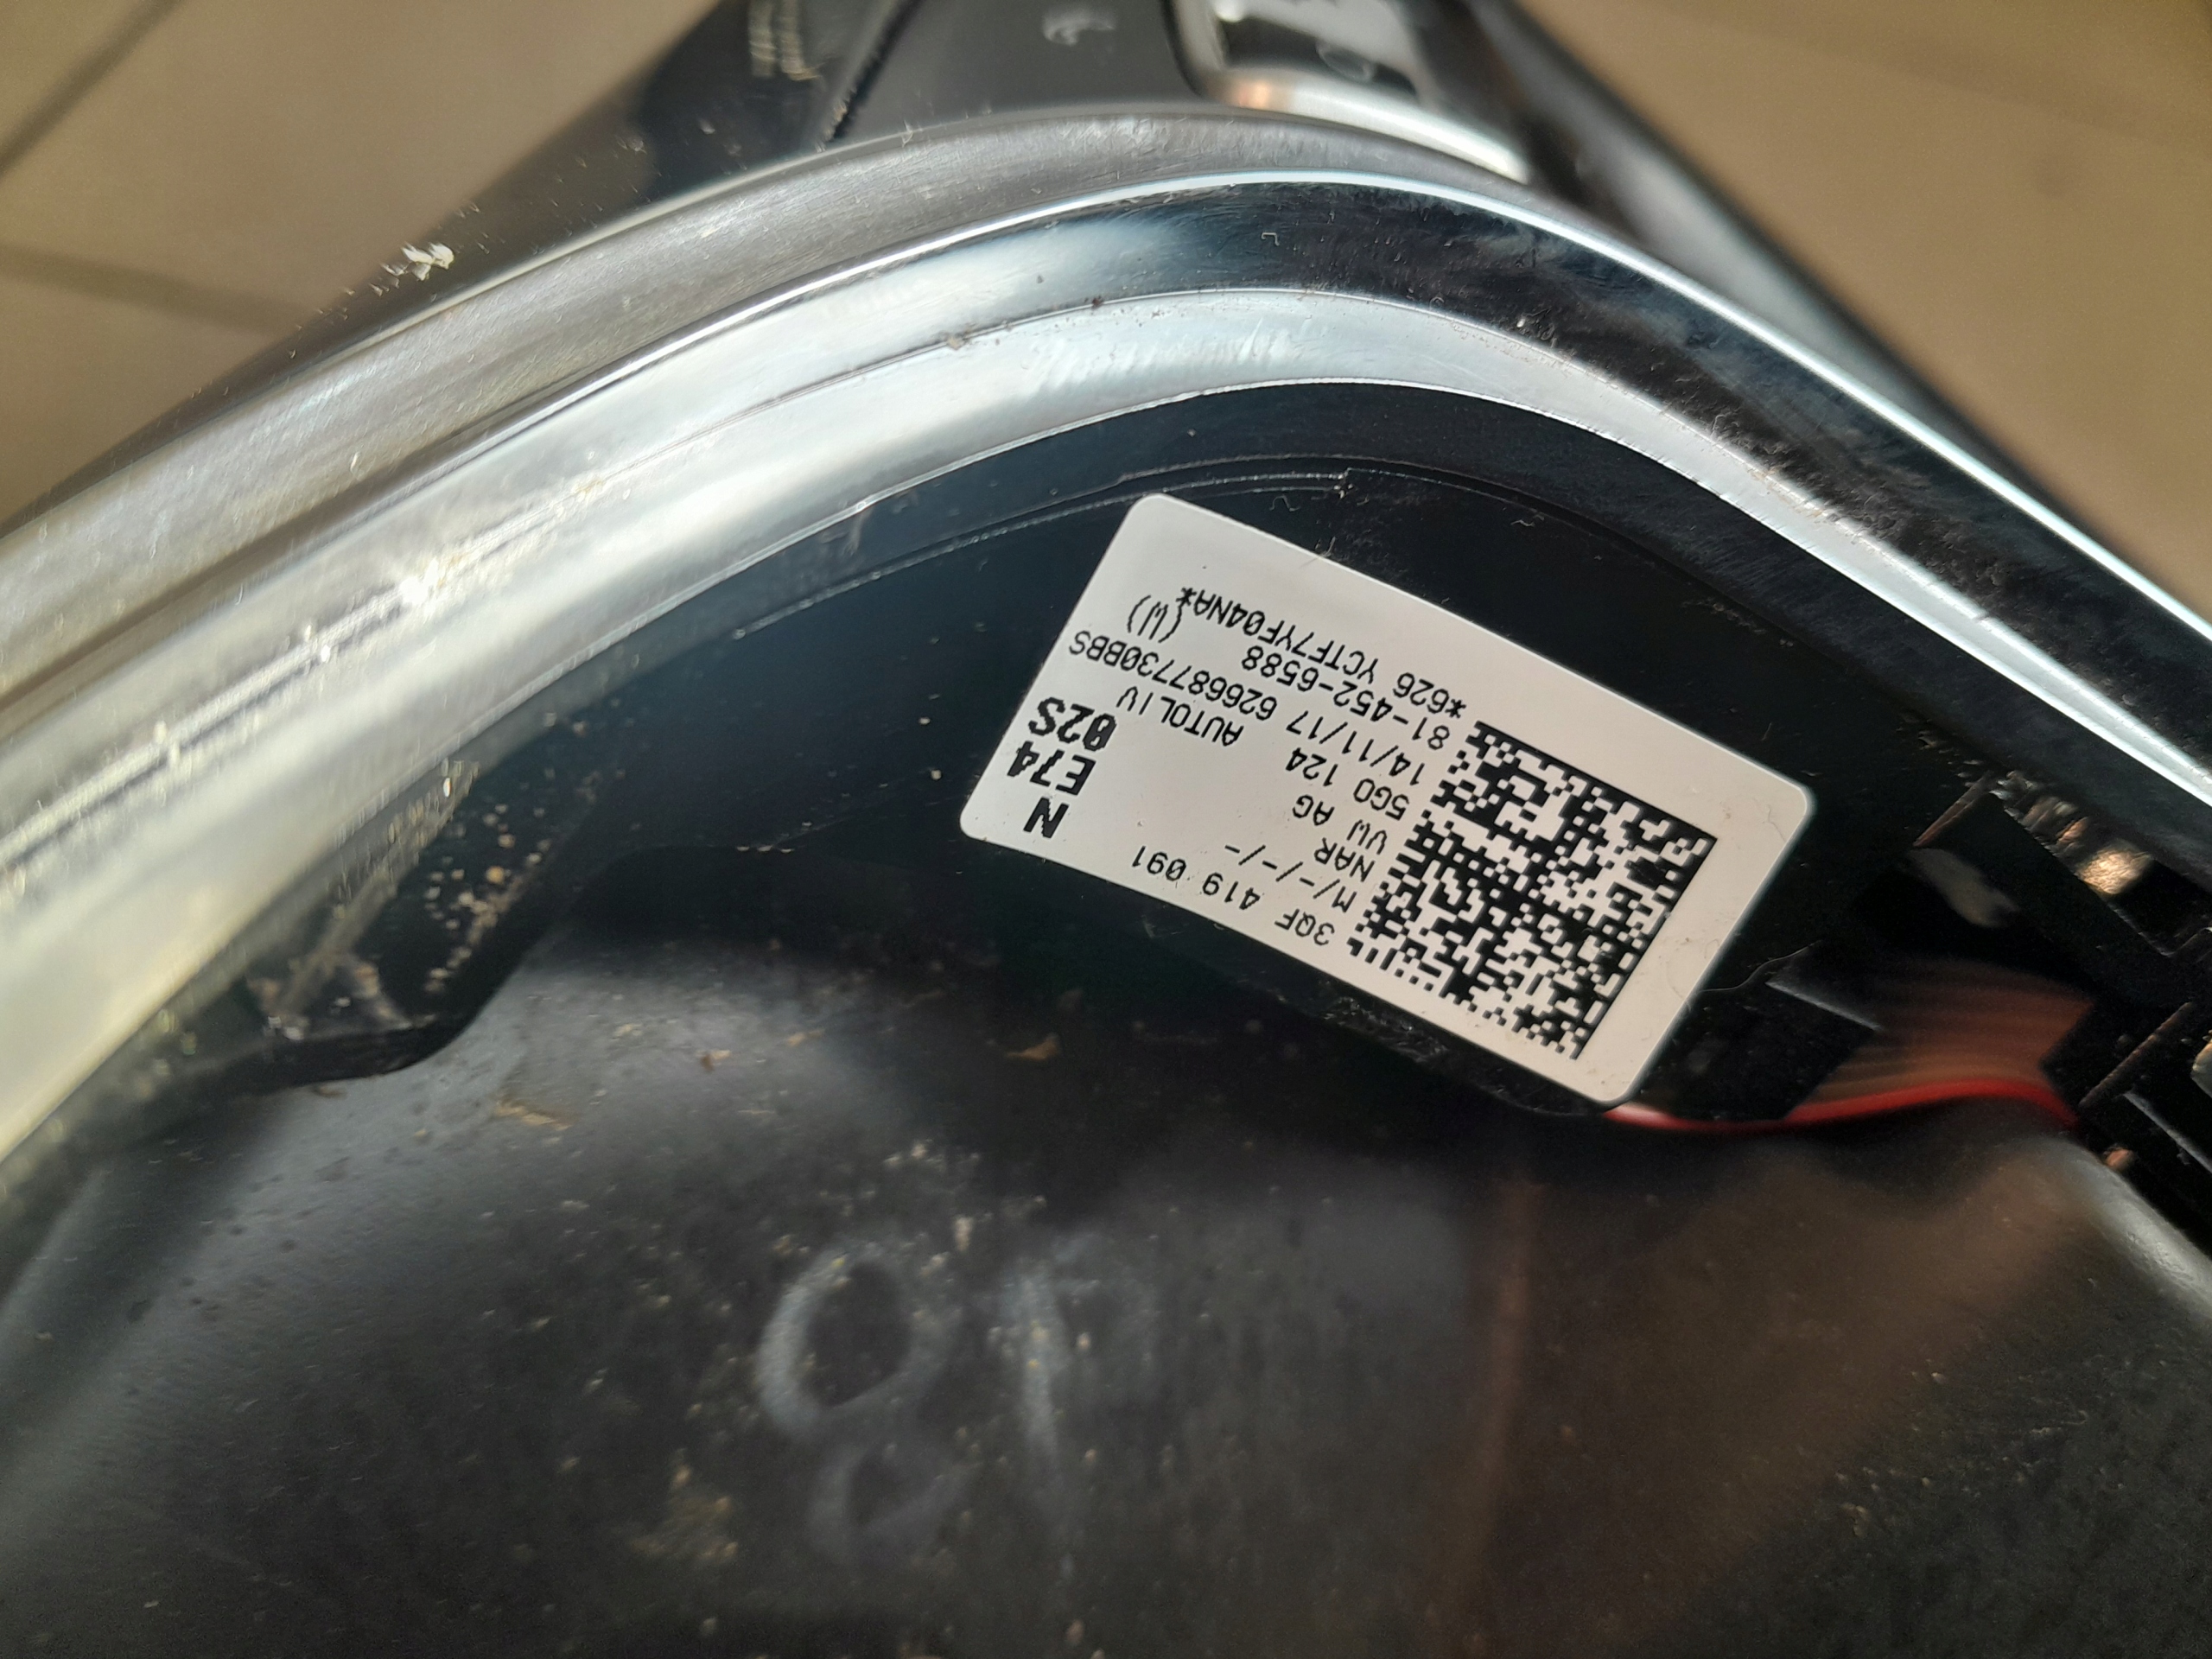 3QF 419 091 N
M/-/-/-/- E74
NAR 02S
VW AG
5G0 124 AUTOLIV
14/11/17 626687730BBS
81-452-6588 (W)
*626 YCTF7YF04NA*